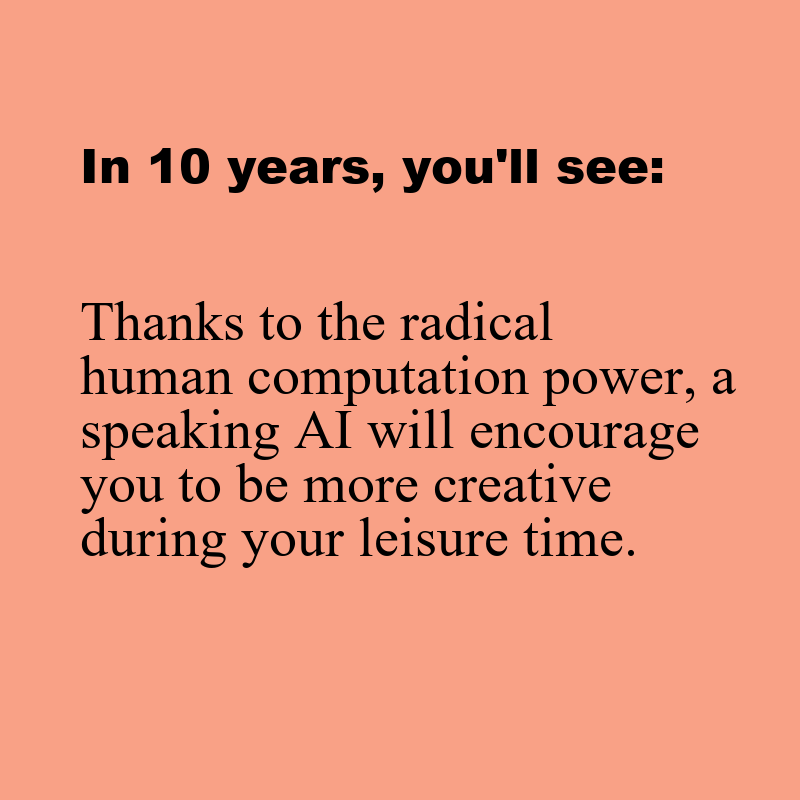 In 10 years, you'll see:
Thanks to the radical
human computation power, a
speaking AI will encourage
you to be more creative
during your leisure time.